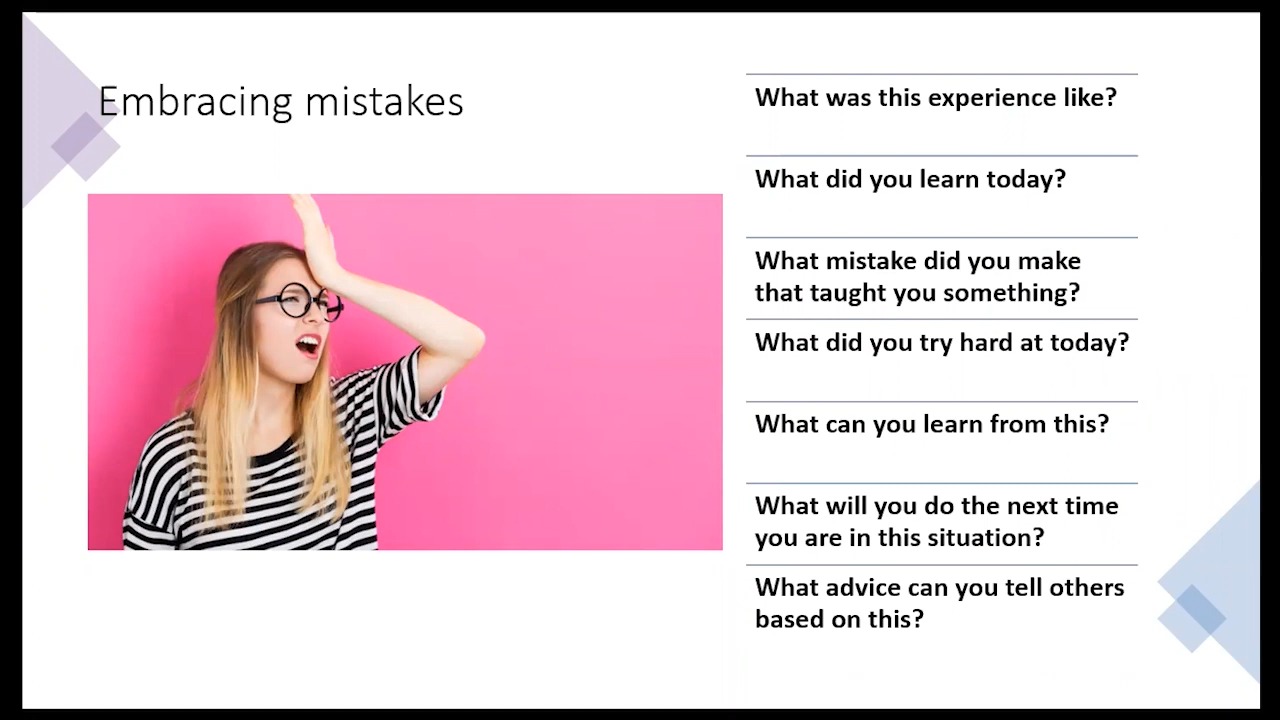 Embracing mistakes
What was this experience like?
What did you learn today?
What mistake did you make
that taught you something?
What did you try hard at today?
What can you learn from this?
What will you do the next time
you are in this situation?
What advice can you tell others
based on this?